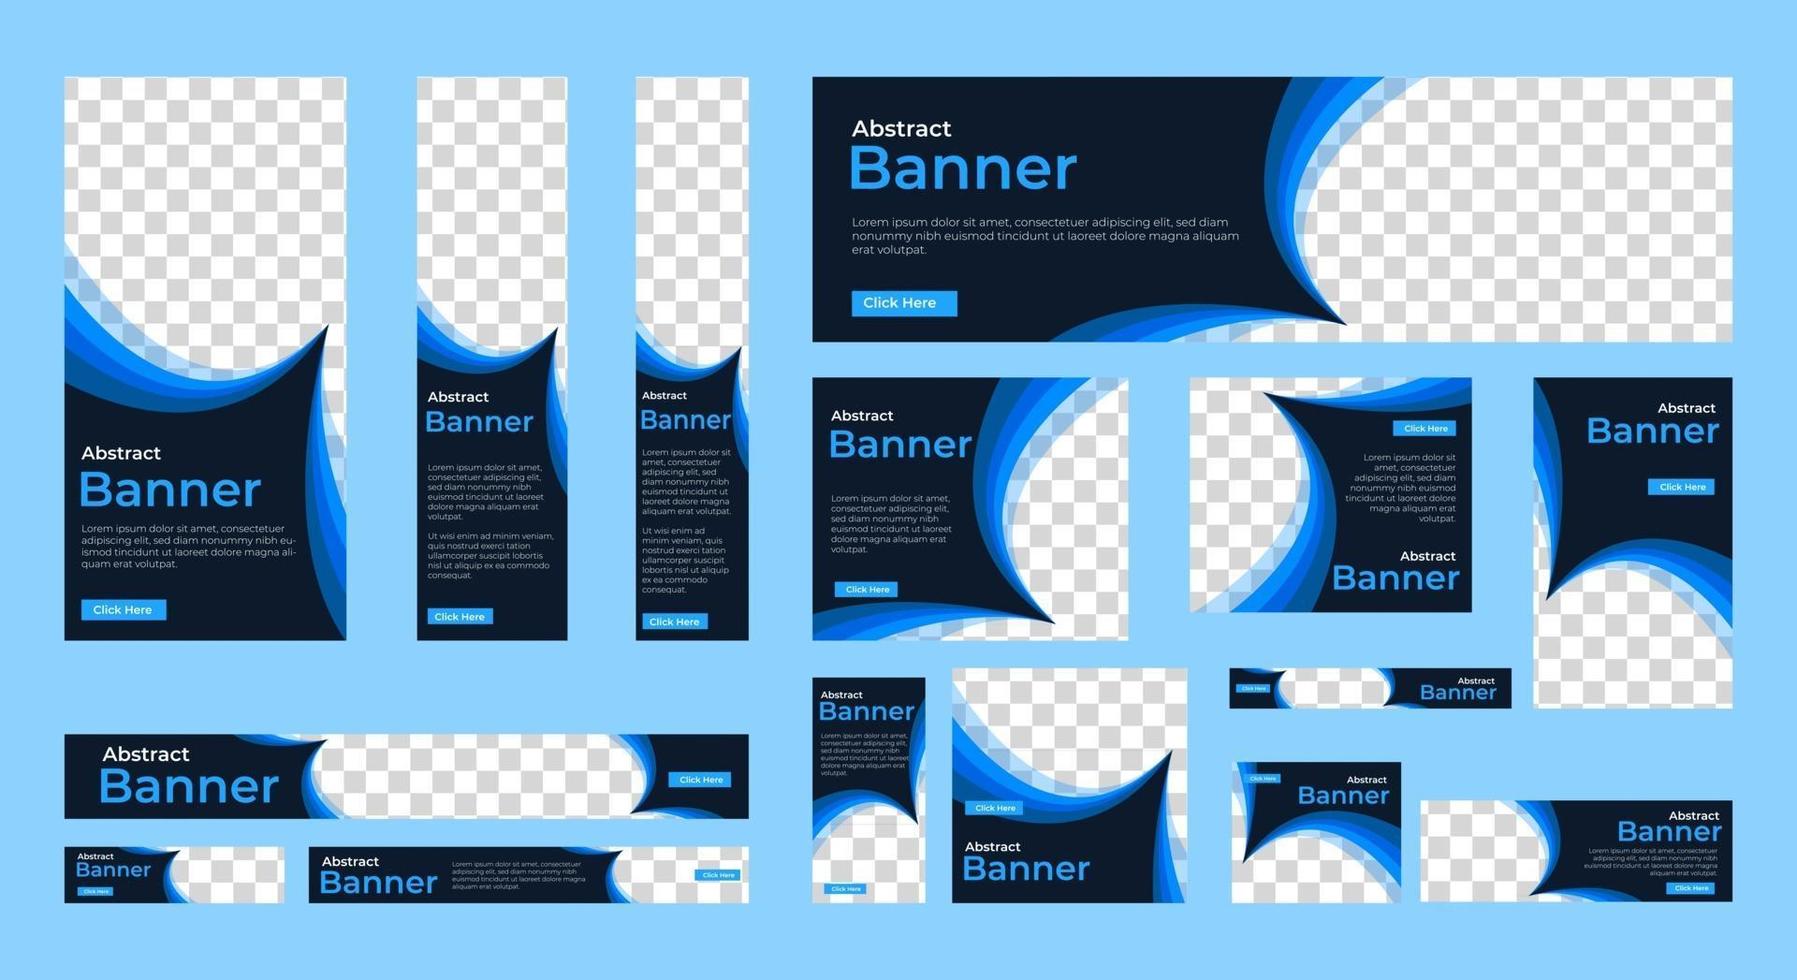 Abstract
Banner
Lorem ipsum dolor sit amet, consectetuer
adipiscing elit, sed diam nonummy nibh eu-
ismod tincidunt ut laoreet dolore magna ali-
quam erat volutpat.
Click Here
Abstract
Banner
Lorem ipsum dolor sit amet,
consectetuer adipiscing elit,
sed diam nonummy nibh
euismod tincidunt ut laoreet
dolore magna aliquam erat
volutpat.
Ut wisi enim ad minim veniam,
quis nostrud exerci tation
ullamcorper suscipit lobortis
nisl ut aliquip ex ea commodo
consequat.
Click Here
Abstract
Banner
Lorem ipsum dolor sit
amet, consectetuer
adipiscing elit, sed
diam nonummy nibh
euismod tincidunt ut
laoreet dolore magna
aliquam erat volutpat.
Ut wisi enim ad
minim veniam, quis
nostrud exerci tation
ullamcorper suscipit
lobortis nisl ut aliquip
ex ea commodo
consequat.
Click Here
Abstract
Banner
Lorem ipsum dolor sit amet, consectetuer adipiscing elit, sed diam
nonummy nibh euismod tincidunt ut laoreet dolore magna aliquam
erat volutpat.
Click Here
Abstract
Banner
Lorem ipsum dolor sit amet,
consectetuer adipiscing elit,
sed diam nonummy nibh
euismod tincidunt ut laoreet
dolore magna aliquam erat
volutpat.
Click Here
Click Here
Lorem ipsum dolor sit
amet, consectetuer
adipiscing elit, sed diam
nonummy nibh euismod
tincidunt ut laoreet dolore
magna aliquam erat
volutpat.
Abstract
Banner
Abstract
Banner
Click Here
Abstract
Banner
Click Here
Abstract
Banner
Click Here
Abstract
Banner
Lorem ipsum dolor sit amet, consectetuer
adipiscing elit, sed diam nonummy nibh
euismod tincidunt ut laoreet dolore magna
aliquam erat volutpat.
Click Here
Abstract
Banner
Lorem ipsum dolor sit amet,
consectetuer adipiscing elit,
sed diam nonummy nibh
euismod tincidunt ut laoreet
dolore magna aliquam erat
volutpat.
Click Here
Click Here
Abstract
Banner
Click Here
Abstract
Banner
Click Here
Abstract
Banner
Abstract
Banner
Lorem ipsum dolor sit amet, consectetuer
adipiscing elit, sed diam nonummy nibh
euismod tincidunt ut laoreet dolore magna
aliquam erat volutpat.
Click Here